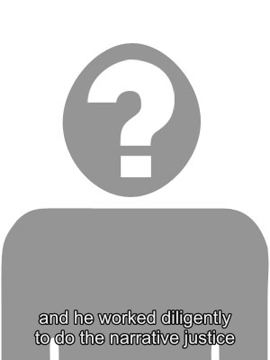 ?
and he worked diligently
to do the narrative justice